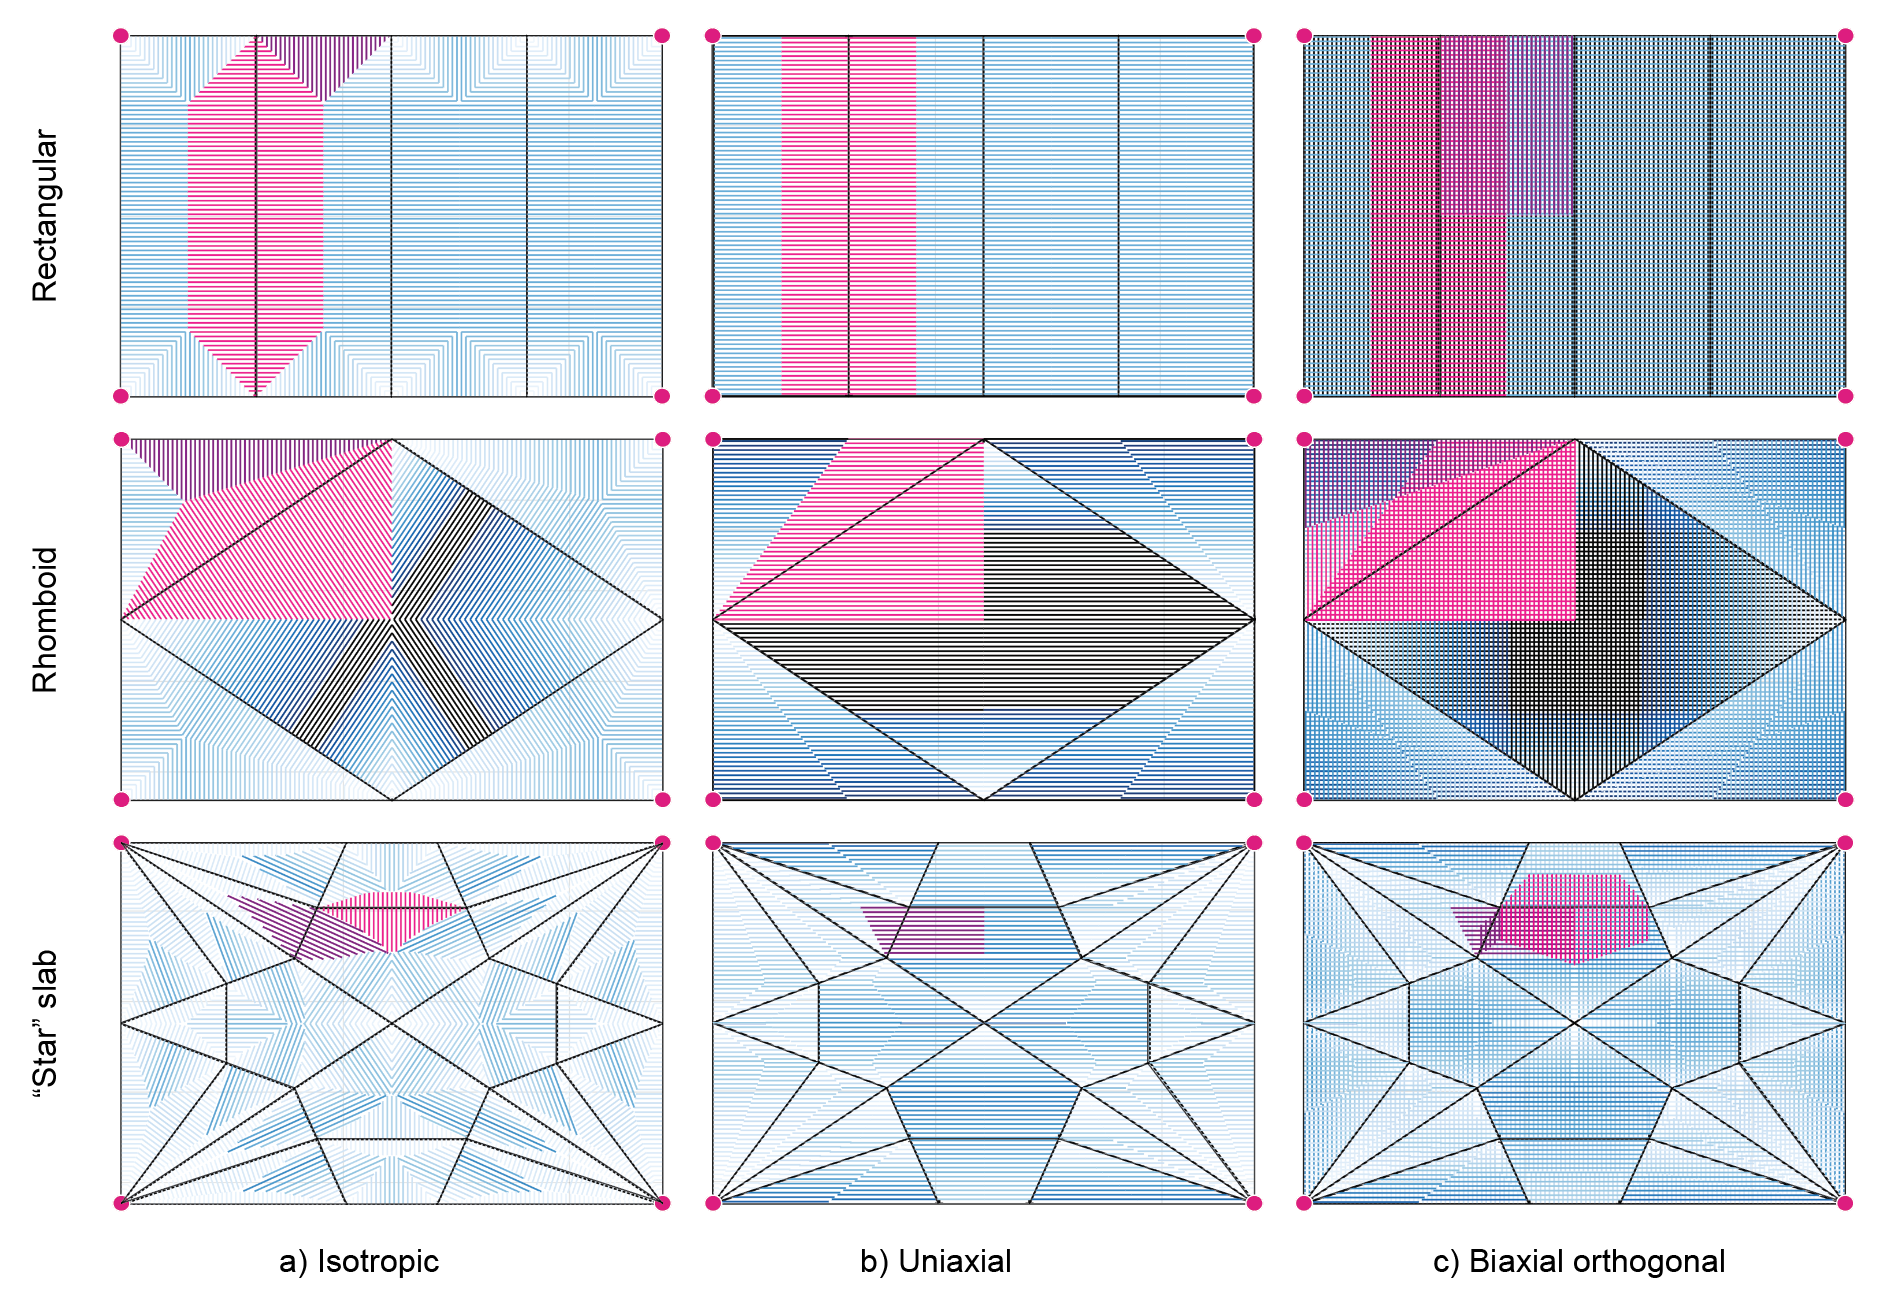 Rectangular
Rhomboid
“Star” slab
a) Isotropic
b) Uniaxial
c) Biaxial orthogonal